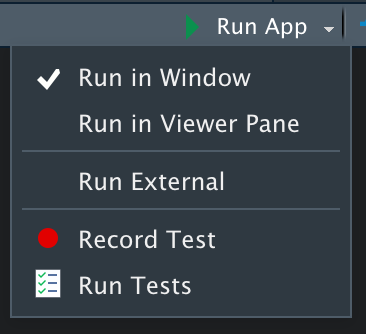 Run App
Run in Window
Run in Viewer Pane
Run External
Record Test
Run Tests